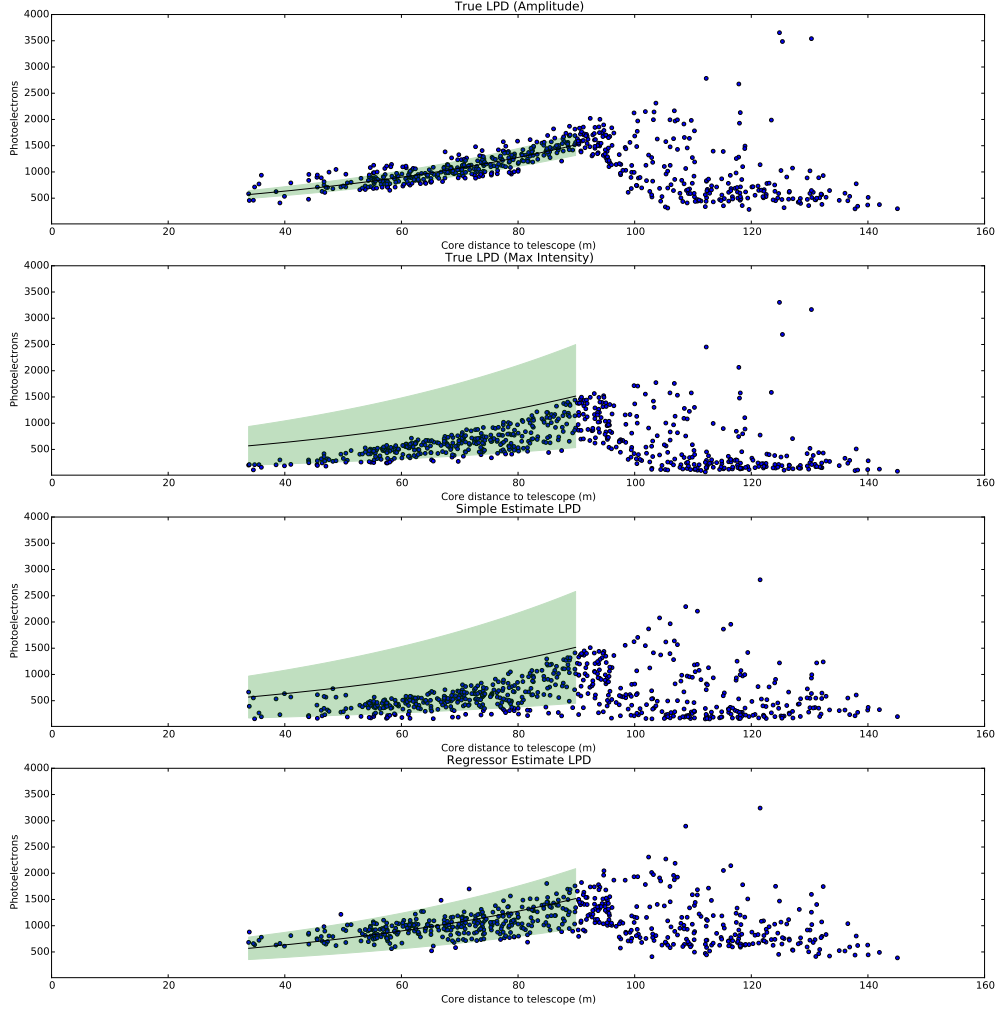 True LPD (Amplitude)
4000
3500
3000
2500
2000
1500
1000
500
Photoelectrons
0 20 40 60 80 100 120 140 160
Core distance to telescope (m)
True LPD (Max Intensity)
4000
3500
3000
2500
2000
1500
1000
500
Photoelectrons
0 20 40 60 80 100 120 140 160
Core distance to telescope (m)
Simple Estimate LPD
4000
3500
3000
2500
2000
1500
1000
500
Photoelectrons
0 20 40 60 80 100 120 140 160
Core distance to telescope (m)
Regressor Estimate LPD
4000
3500
3000
2500
2000
1500
1000
500
Photoelectrons
0 20 40 60 80 100 120 140 160
Core distance to telescope (m)